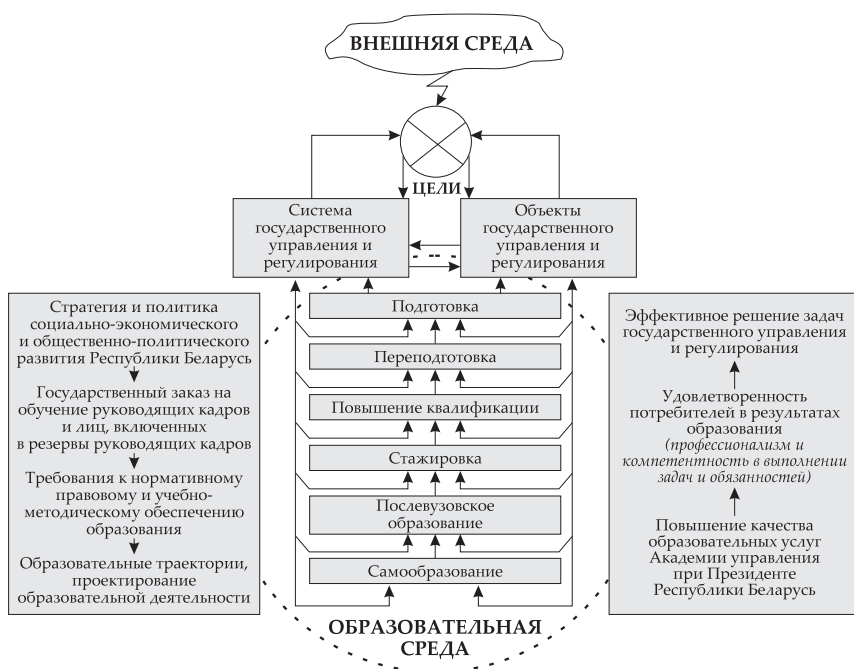 ВНЕШНЯЯ СРЕДА
ЦЕЛИ
Система
государственного
управления и
регулирования
Объекты
государственного
управления и
регулирования
Стратегия и политика
социально-экономического
и общественно-политического
развития Республики Беларусь
Государственный заказ на
обучение руководящих кадров
и лиц, включенных
в резервы руководящих кадров
Требования к нормативному
правовому и учебно-
методическому обеспечению
образования
Образовательные траектории,
проектирование
образовательной деятельности
Подготовка
Переподготовка
Повышение квалификации
Стажировка
Послевузовское
образование
Самообразование
Эффективное решение задач
государственного управления
и регулирования
Удовлетворенность
потребителей в результатах
образования
(профессионализм и
компетентность в выполнении
задач и обязанностей)
Повышение качества
образовательных услуг
Академии управления
при Президенте
Республики Беларусь
ОБРАЗОВАТЕЛЬНАЯ
СРЕДА